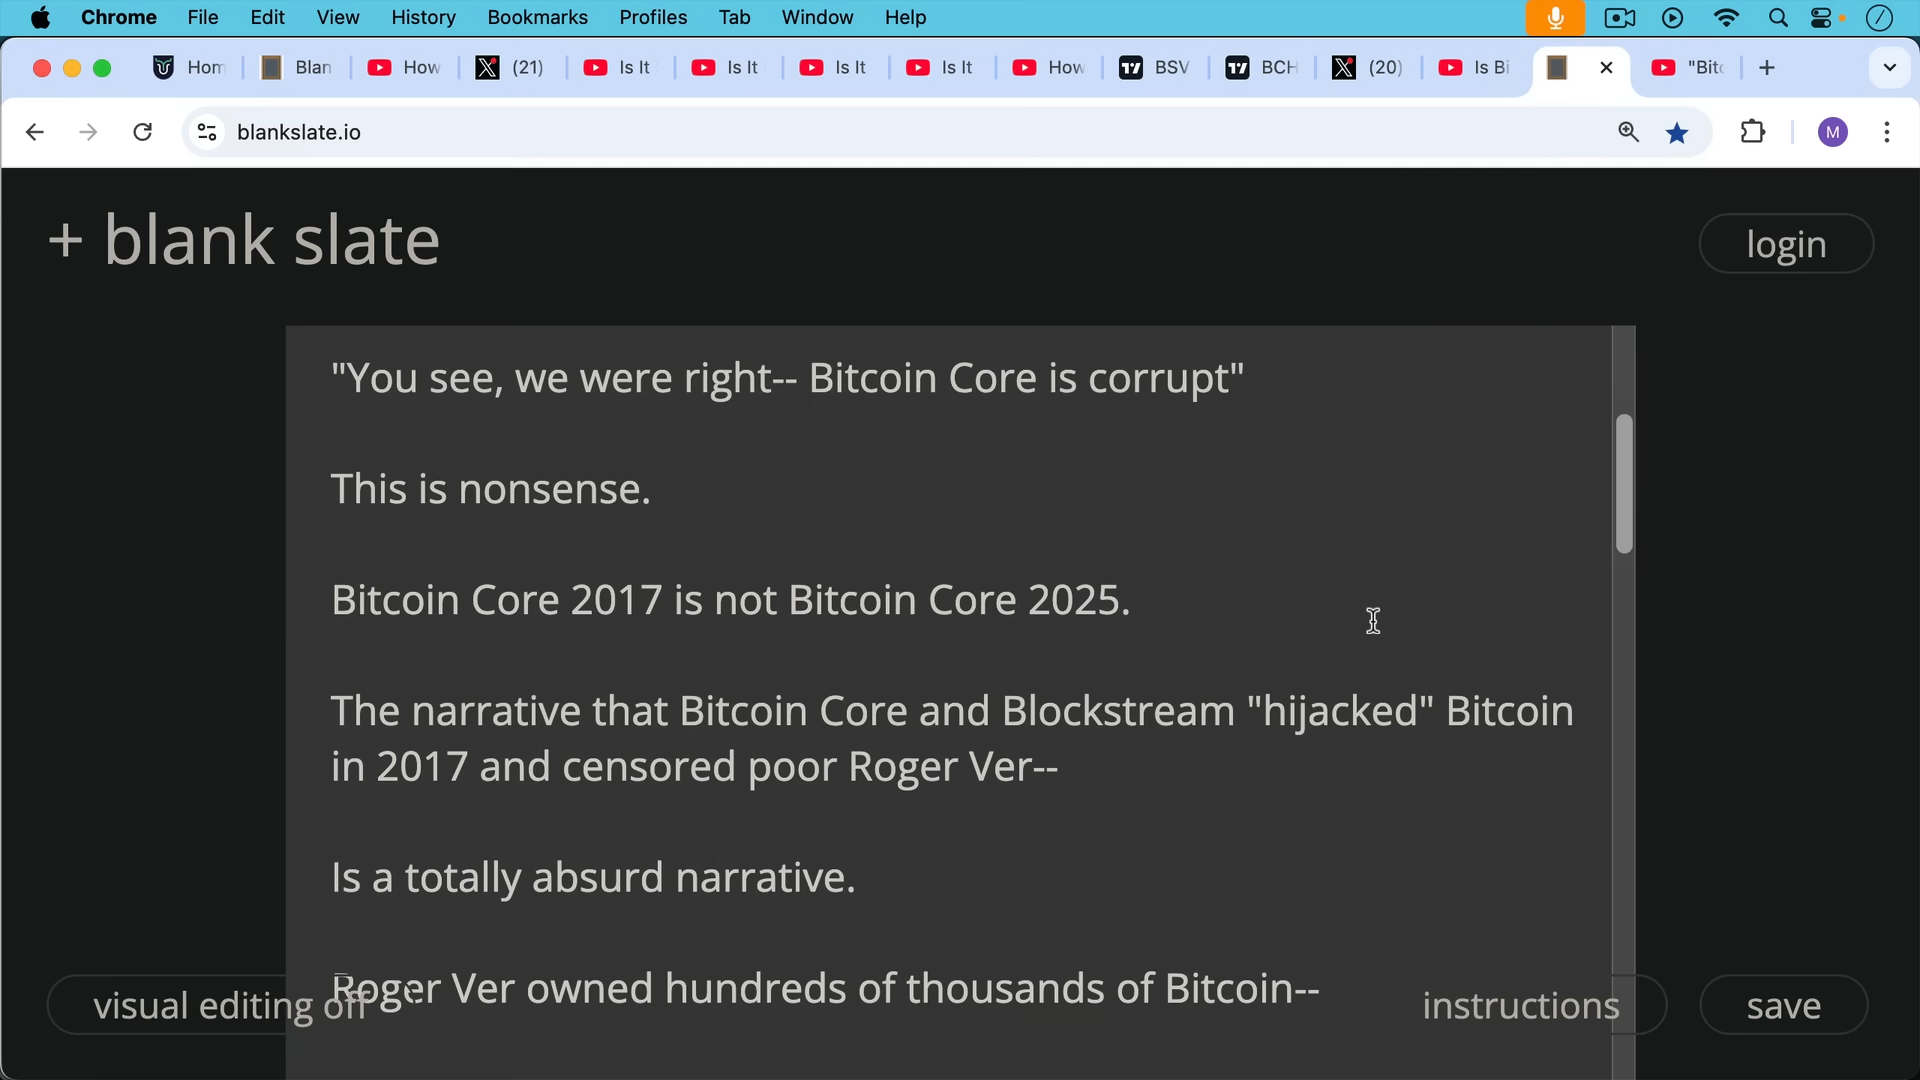 Chrome File Edit View History Bookmarks Profiles Tab Window Help
Hom Blan How (21) Is It Is It Is It Is It How BSV BCH (20) Is Bi "Bitc
blankslate.io
M
+ blank slate
login
"You see, we were right-- Bitcoin Core is corrupt"
This is nonsense.
Bitcoin Core 2017 is not Bitcoin Core 2025.
The narrative that Bitcoin Core and Blockstream "hijacked" Bitcoin
in 2017 and censored poor Roger Ver--
Is a totally absurd narrative.
Roger Ver owned hundreds of thousands of Bitcoin--
visual editing off
instructions
save